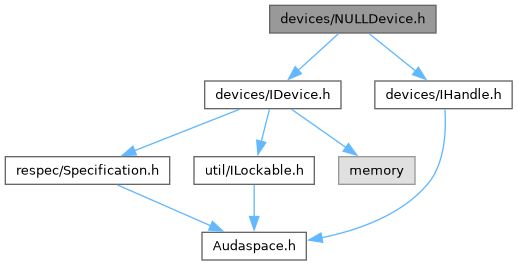 devices/NULLDevice.h
devices/IDevice.h
devices/IHandle.h
respec/Specification.h
util/ILockable.h
memory
Audaspace.h